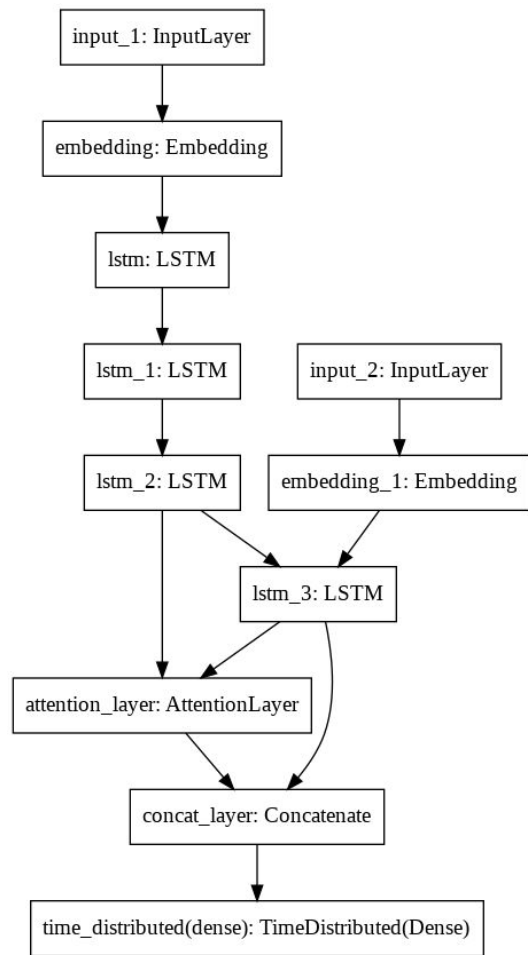 input_1: InputLayer
embedding: Embedding
lstm: LSTM
lstm_1: LSTM
input_2: InputLayer
lstm_2: LSTM
embedding_1: Embedding
lstm_3: LSTM
attention_layer: AttentionLayer
concat_layer: Concatenate
time_distributed(dense): TimeDistributed(Dense)